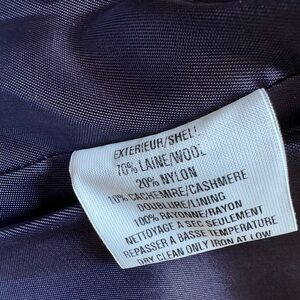 EXTERIEUR/SHELL
70% LAINE/WOOL
20% NYLON
10% CACHEMIRE/CASHMERE
DOUBLURE/LINING
100% RAYONNE/RAYON
NETTOYAGE A SEC SEULEMENT
REPASSER A BASSE TEMPERATURE
DRY CLEAN ONLY IRON AT LOW